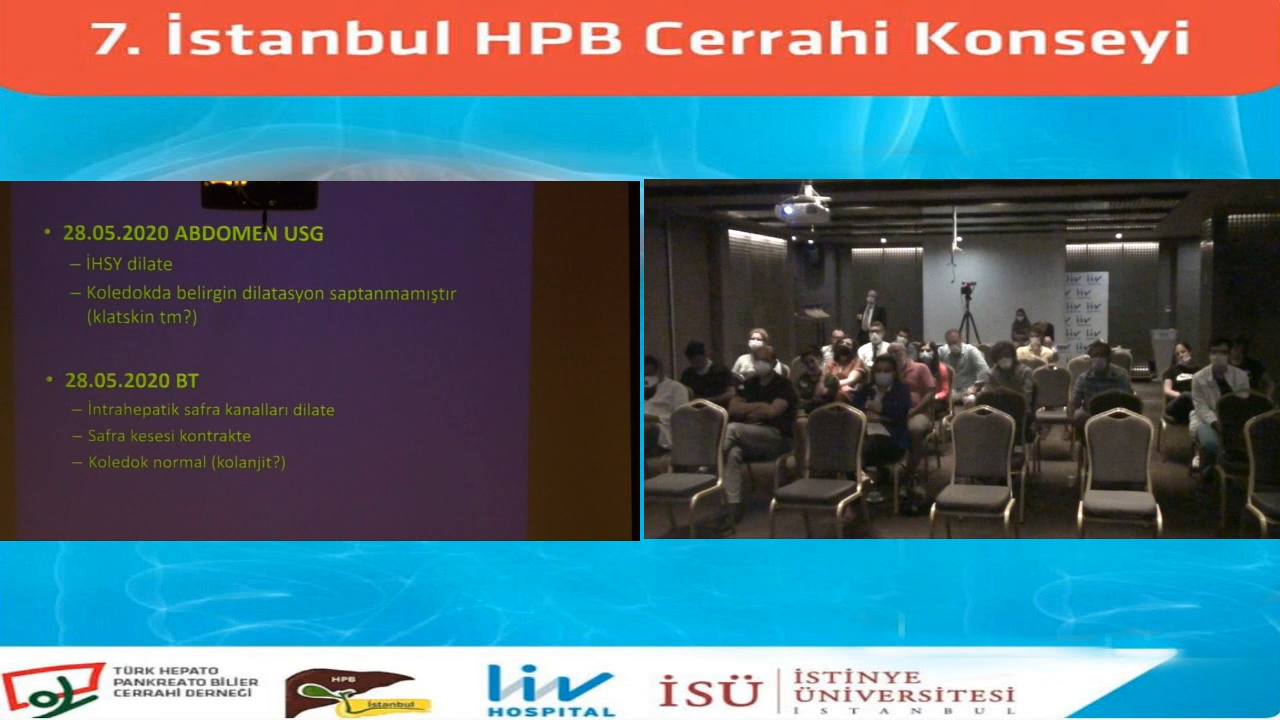 7. İstanbul HPB Cerrahi Konseyi
• 28.05.2020 ABDOMEN USG
– İHSY dilate
– Koledokda belirgin dilatasyon saptanmamıştır
(klatskin tm?)
• 28.05.2020 BT
– İntrahepatik safra kanalları dilate
– Safra kesesi kontrakte
– Koledok normal (kolanjit?)
liv
TÜRK HEPATO
PANKREATO BİLİER
CERRAHİ DERNEĞİ
HPB
İstanbul
liv
HOSPITAL
İSÜ
İSTİNYE
ÜNİVERSİTESİ
İSTANBUL